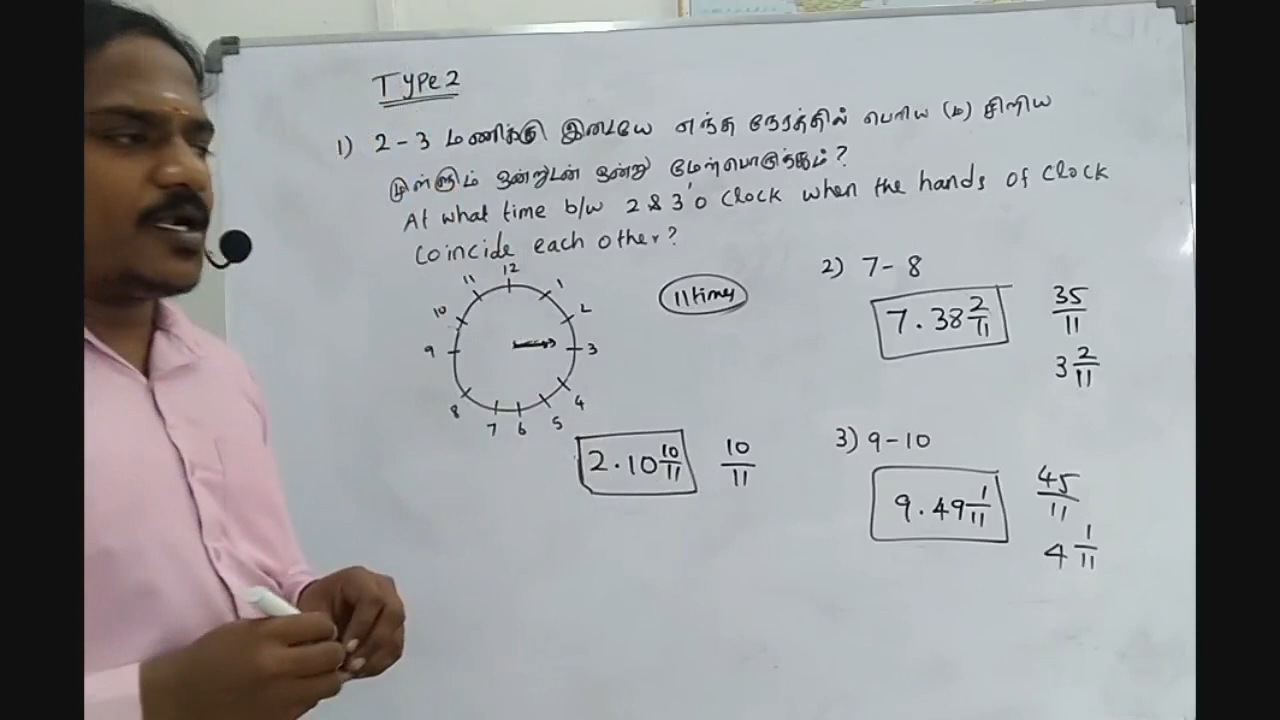 Type 2
1) 2-3 மணிக்கு இடையே எந்த நேரத்தில் பெரிய (ம) சிறிய
முள்ளும் ஒன்றுடன் ஒன்று மேற்பொருந்தும்?
At what time b/w 2 & 3'o clock when the hands of clock
coincide each other?
12
11 1
10 2
9 3
8 4
7 6 5
11 times
2.10 10/11
10/11
2) 7-8
7.38 2/11
35/11
3 2/11
3) 9-10
9.49 1/11
45/11
4 1/11